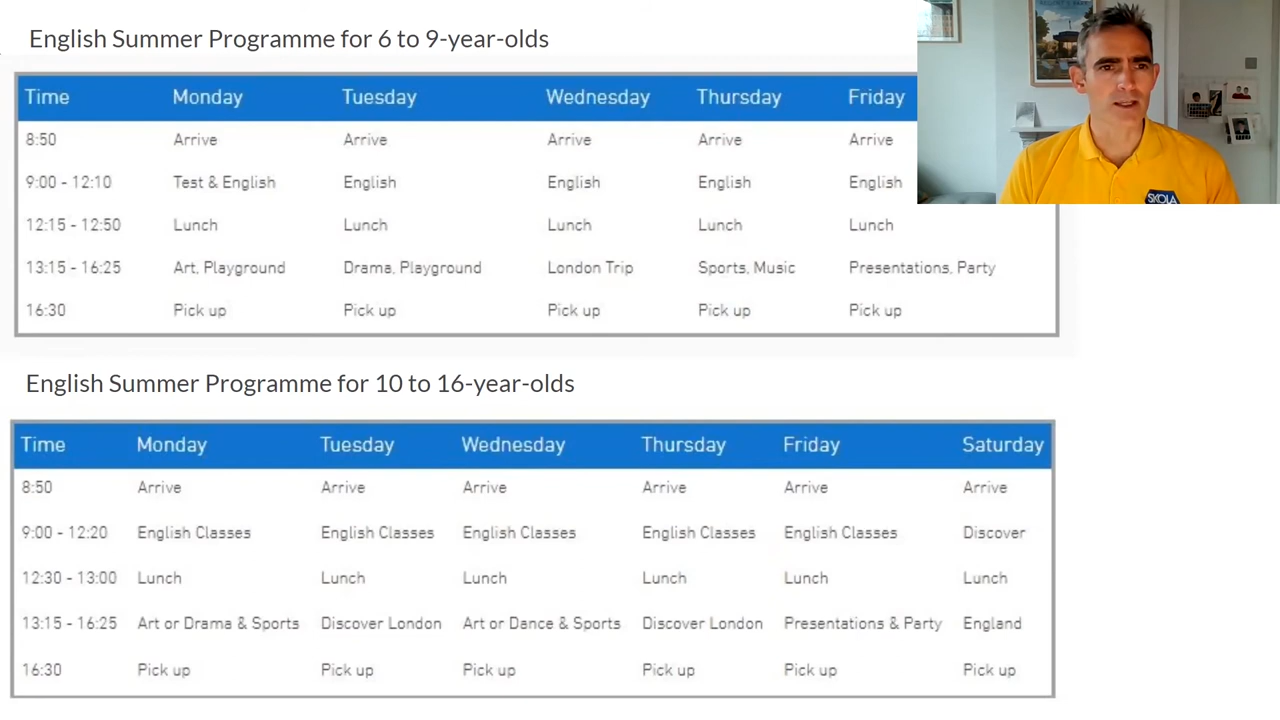 English Summer Programme for 6 to 9-year-olds
Time Monday Tuesday Wednesday Thursday Friday
8:50 Arrive Arrive Arrive Arrive Arrive
9:00 - 12:10 Test & English English English English English
12:15 - 12:50 Lunch Lunch Lunch Lunch Lunch
13:15 - 16:25 Art, Playground Drama, Playground London Trip Sports, Music Presentations, Party
16:30 Pick up Pick up Pick up Pick up Pick up
SKOLA
English Summer Programme for 10 to 16-year-olds
Time Monday Tuesday Wednesday Thursday Friday Saturday
8:50 Arrive Arrive Arrive Arrive Arrive Arrive
9:00 - 12:20 English Classes English Classes English Classes English Classes English Classes Discover
12:30 - 13:00 Lunch Lunch Lunch Lunch Lunch Lunch
13:15 - 16:25 Art or Drama & Sports Discover London Art or Dance & Sports Discover London Presentations & Party England
16:30 Pick up Pick up Pick up Pick up Pick up Pick up